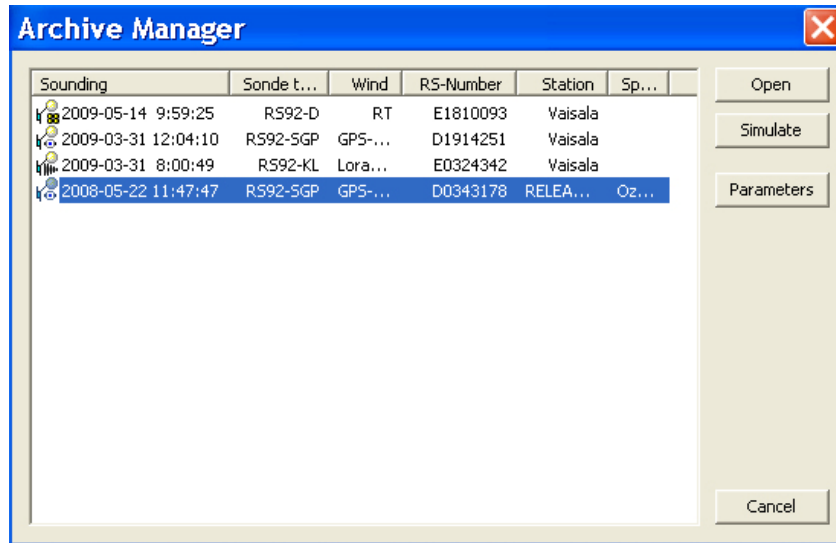 Archive Manager
Sounding Sonde t... Wind RS-Number Station Sp...
2009-05-14 9:59:25 RS92-D RT E1810093 Vaisala
2009-03-31 12:04:10 RS92-SGP GPS-... D1914251 Vaisala
2009-03-31 8:00:49 RS92-KL Lora... E0324342 Vaisala
2008-05-22 11:47:47 RS92-SGP GPS-... D0343178 RELEA... Oz...
Open
Simulate
Parameters
Cancel